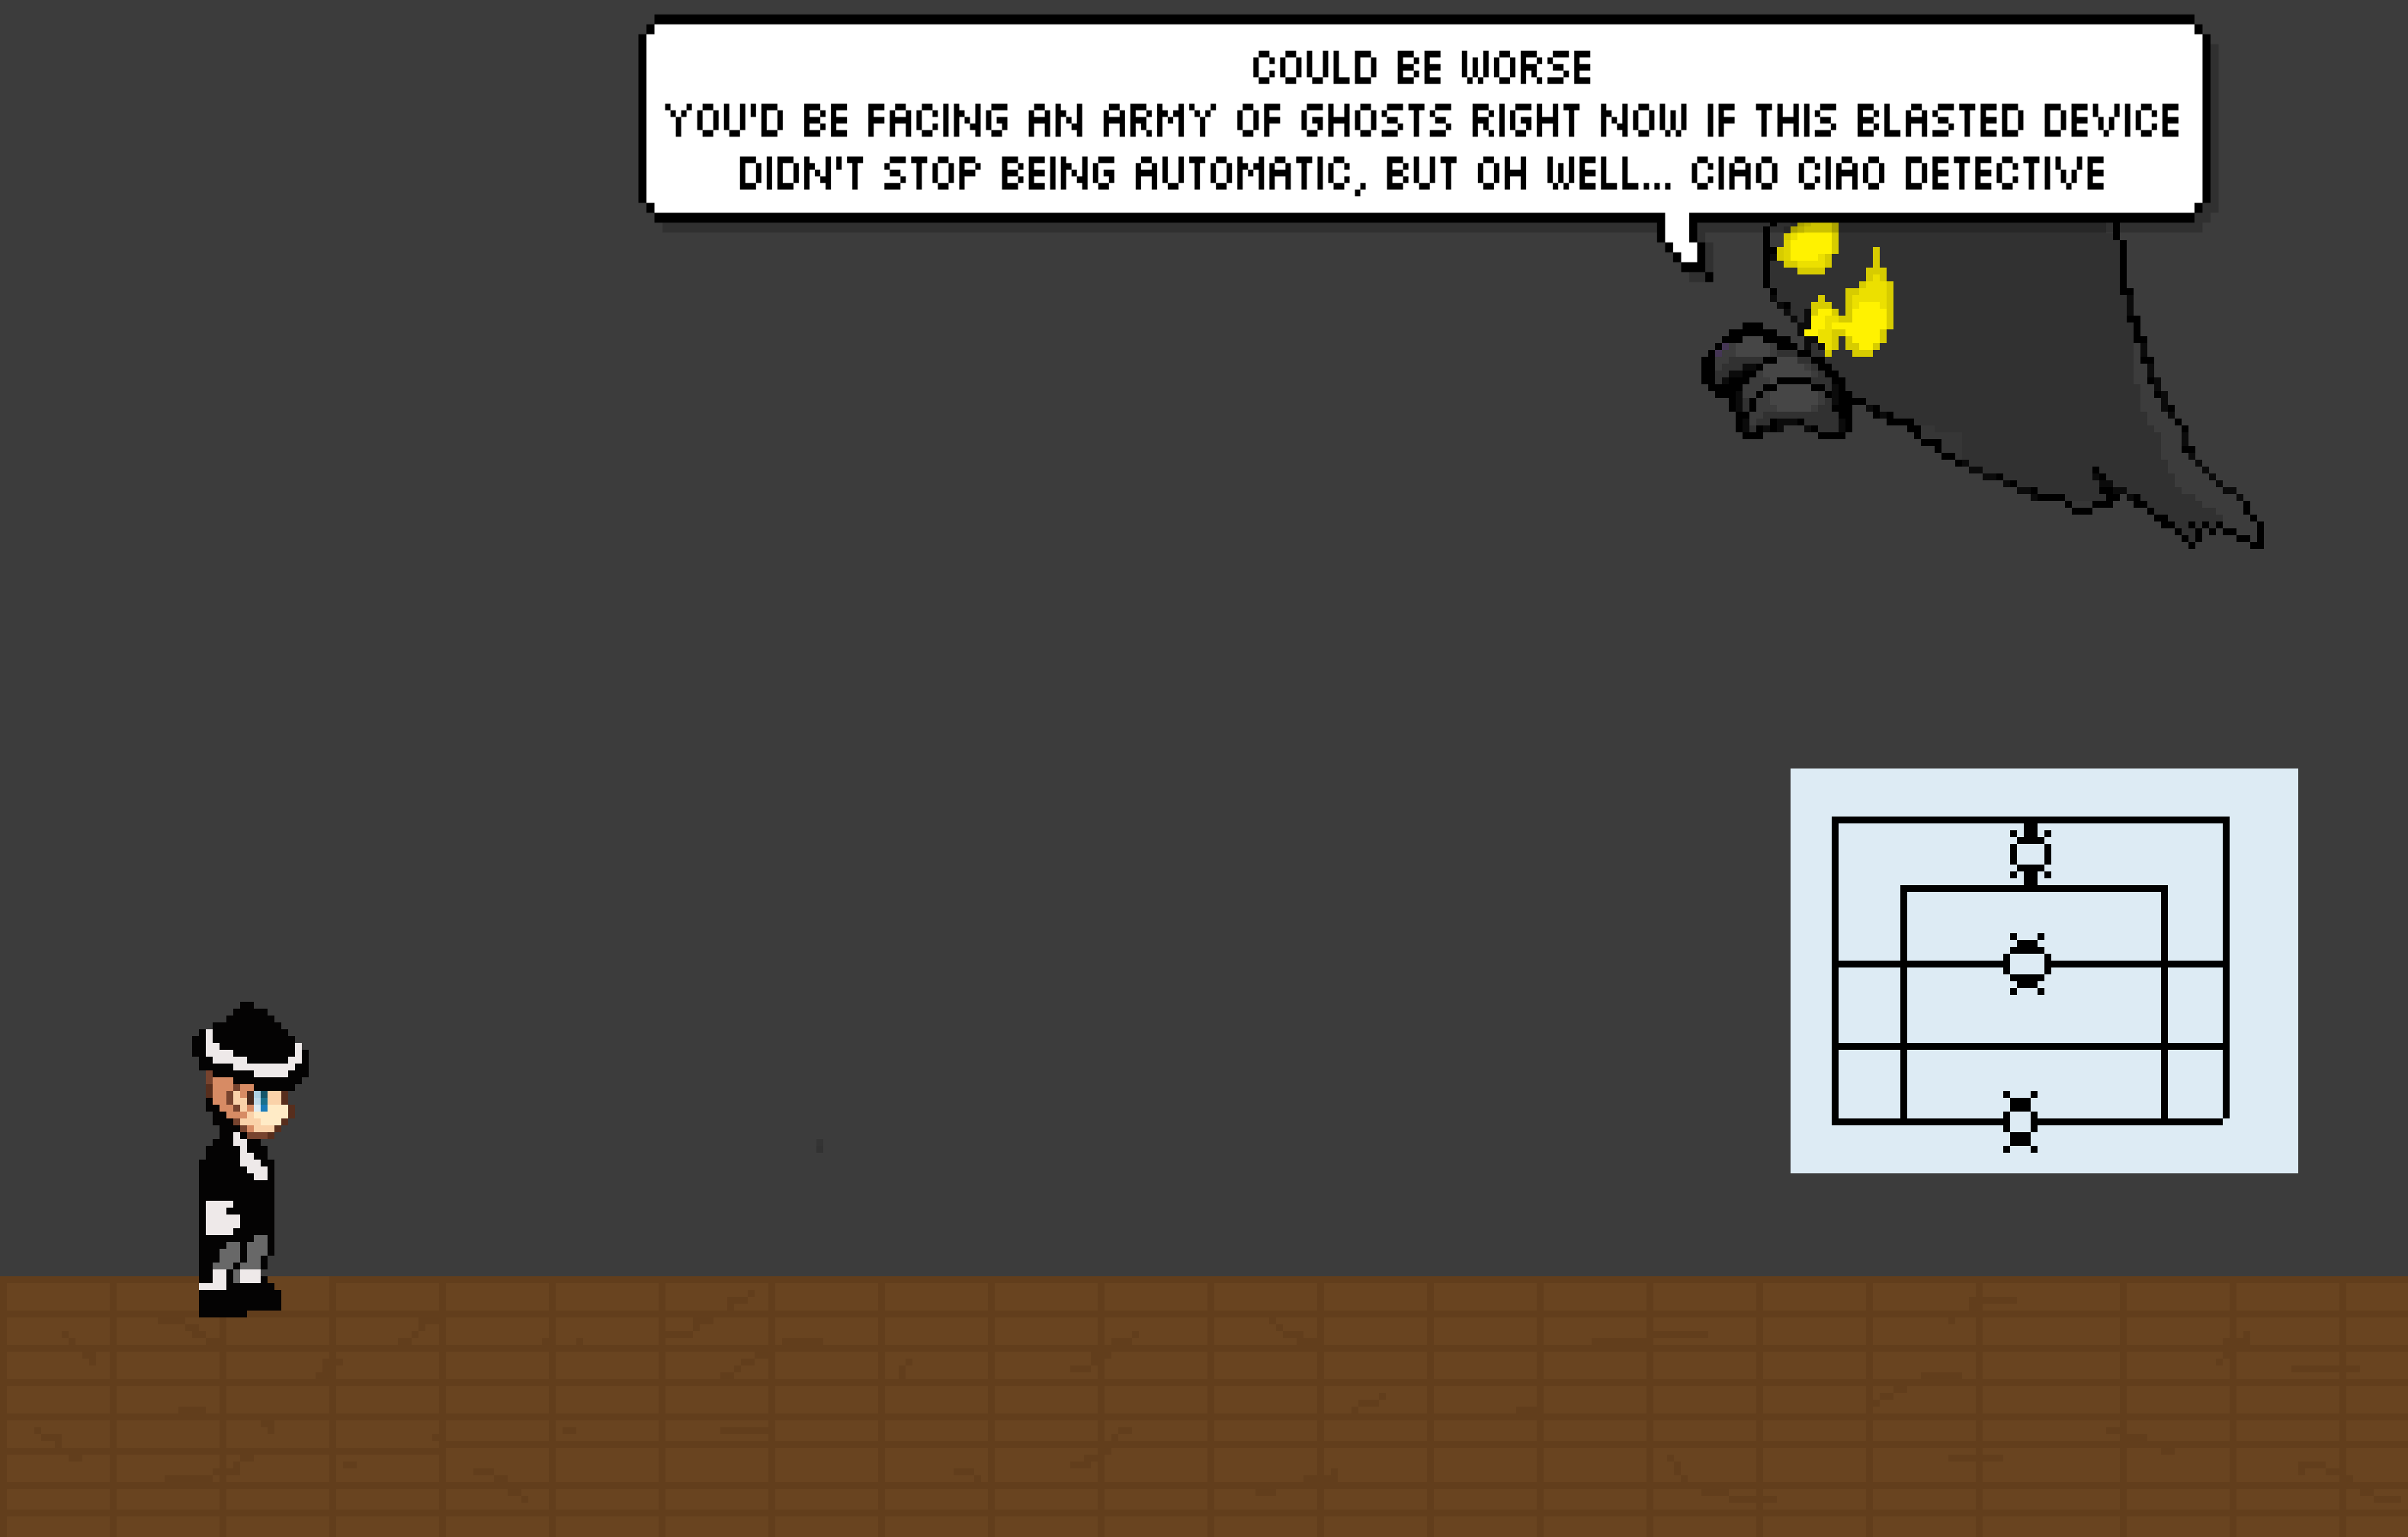 COULD BE WORSE
YOU'D BE FACING AN ARMY OF GHOSTS RIGHT NOW IF THIS BLASTED DEVICE
DIDN'T STOP BEING AUTOMATIC, BUT OH WELL... CIAO CIAO DETECTIVE